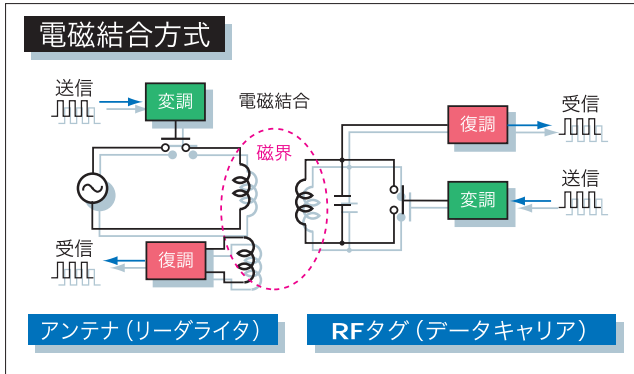 電磁結合方式
送信
変調
電磁結合
磁界
受信
復調
復調
受信
変調
送信
アンテナ（リーダライタ）
RFタグ（データキャリア）